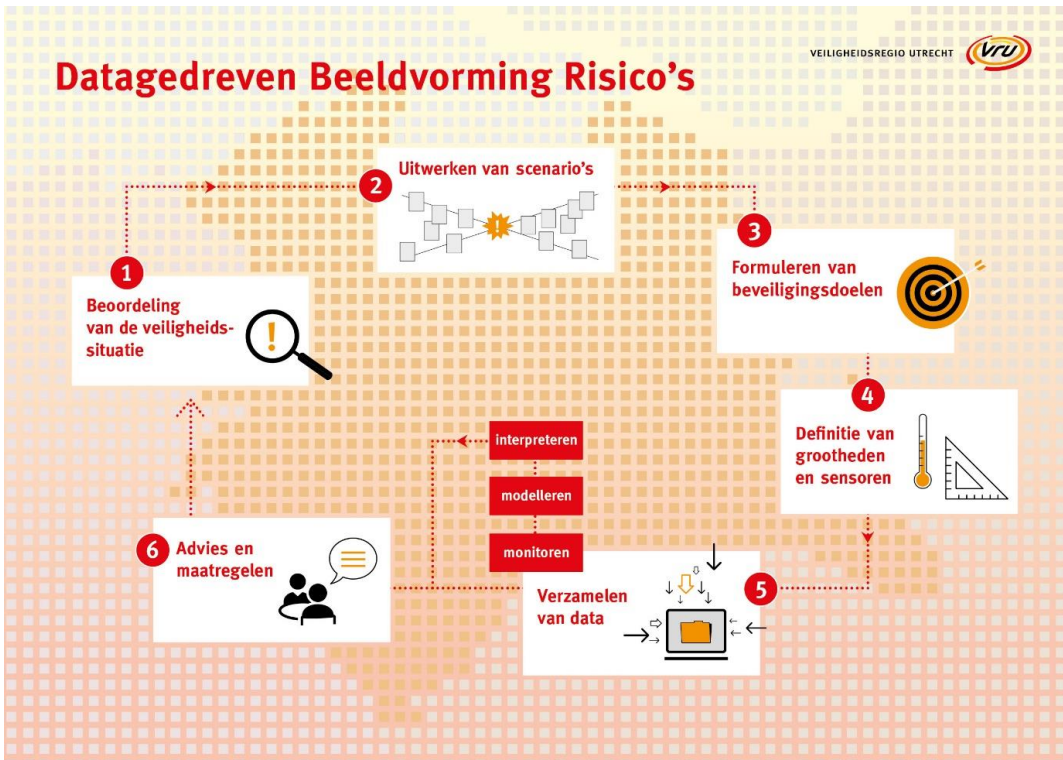 VEILIGHEIDSREGIO UTRECHT
vru
Datagedreven Beeldvorming Risico's
1
Beoordeling
van de veiligheids-
situatie
!
2
Uitwerken van scenario's
!
3
Formuleren van
beveiligingsdoelen
4
Definitie van
grootheden
en sensoren
5
Verzamelen
van data
monitoren
modelleren
interpreteren
6
Advies en
maatregelen